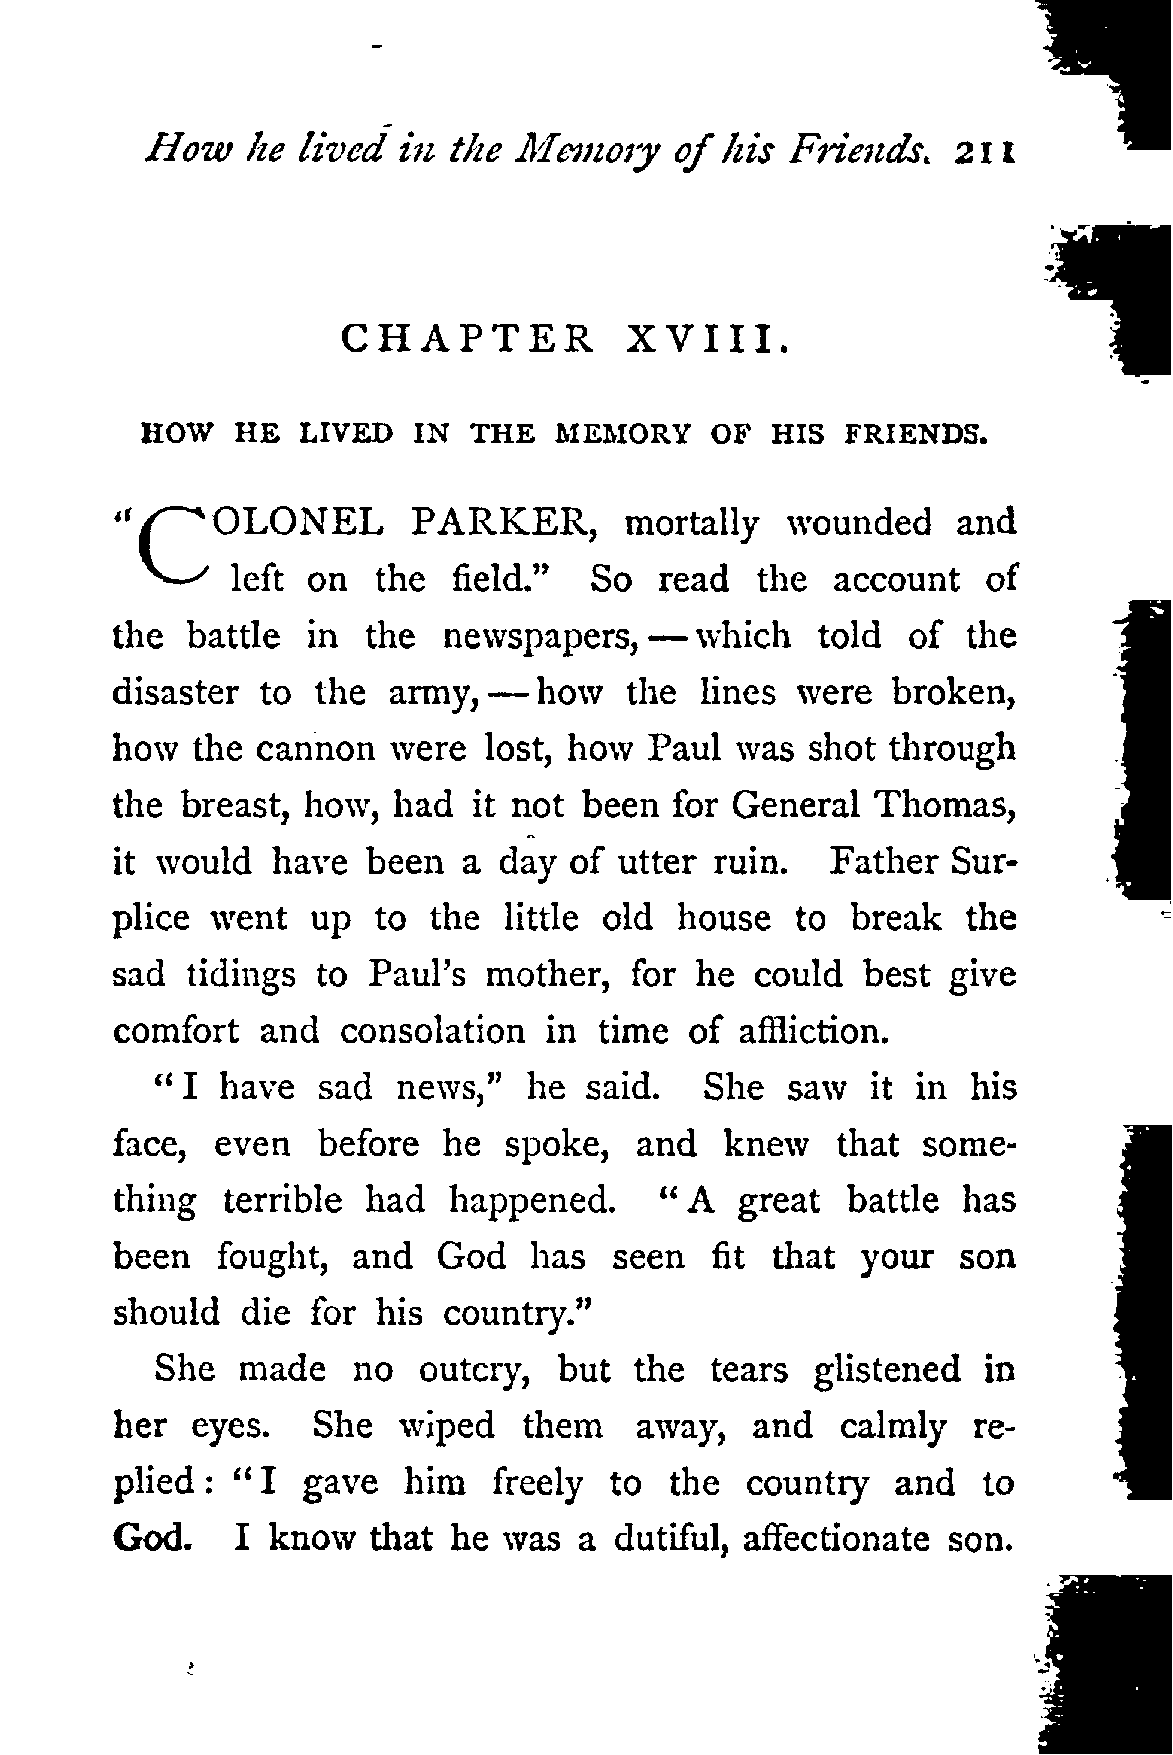 How he lived in the Memory of his Friends. 211
CHAPTER XVIII.
HOW HE LIVED IN THE MEMORY OF HIS FRIENDS.
"COLONEL PARKER, mortally wounded and
left on the field." So read the account of
the battle in the newspapers, — which told of the
disaster to the army, — how the lines were broken,
how the cannon were lost, how Paul was shot through
the breast, how, had it not been for General Thomas,
it would have been a day of utter ruin. Father Sur-
plice went up to the little old house to break the
sad tidings to Paul's mother, for he could best give
comfort and consolation in time of affliction.
"I have sad news," he said. She saw it in his
face, even before he spoke, and knew that some-
thing terrible had happened. "A great battle has
been fought, and God has seen fit that your son
should die for his country."
She made no outcry, but the tears glistened in
her eyes. She wiped them away, and calmly re-
plied: "I gave him freely to the country and to
God. I know that he was a dutiful, affectionate son.